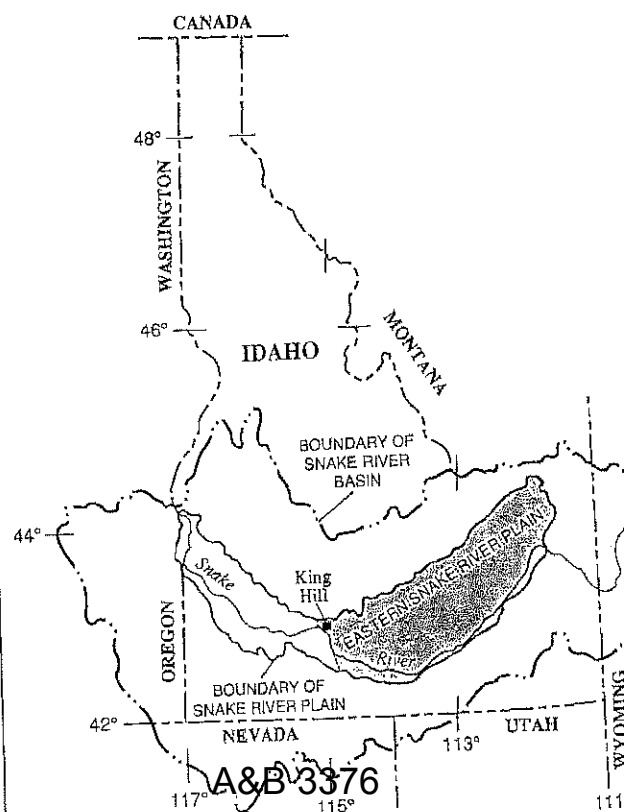 CANADA
48°
WASHINGTON
46°
IDAHO
MONTANA
BOUNDARY OF
SNAKE RIVER
BASIN
44°
Snake
King
Hill
EASTERN SNAKE RIVER PLAIN
River
OREGON
BOUNDARY OF
SNAKE RIVER PLAIN
42°
NEVADA
UTAH
WYOMING
113°
A&B 3376
117°
115°